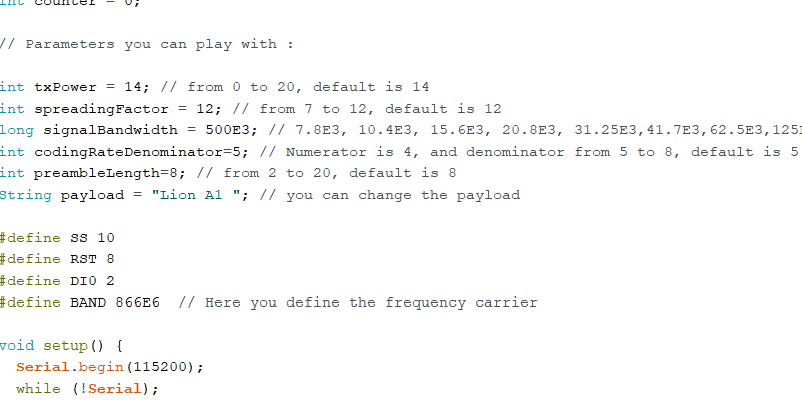 int counter = 0;
// Parameters you can play with :
int txPower = 14; // from 0 to 20, default is 14
int spreadingFactor = 12; // from 7 to 12, default is 12
long signalBandwidth = 500E3; // 7.8E3, 10.4E3, 15.6E3, 20.8E3, 31.25E3,41.7E3,62.5E3,125
int codingRateDenominator=5; // Numerator is 4, and denominator from 5 to 8, default is 5
int preambleLength=8; // from 2 to 20, default is 8
String payload = "Lion A1 "; // you can change the payload
#define SS 10
#define RST 8
#define DI0 2
#define BAND 866E6 // Here you define the frequency carrier
void setup() {
Serial.begin(115200);
while (!Serial);